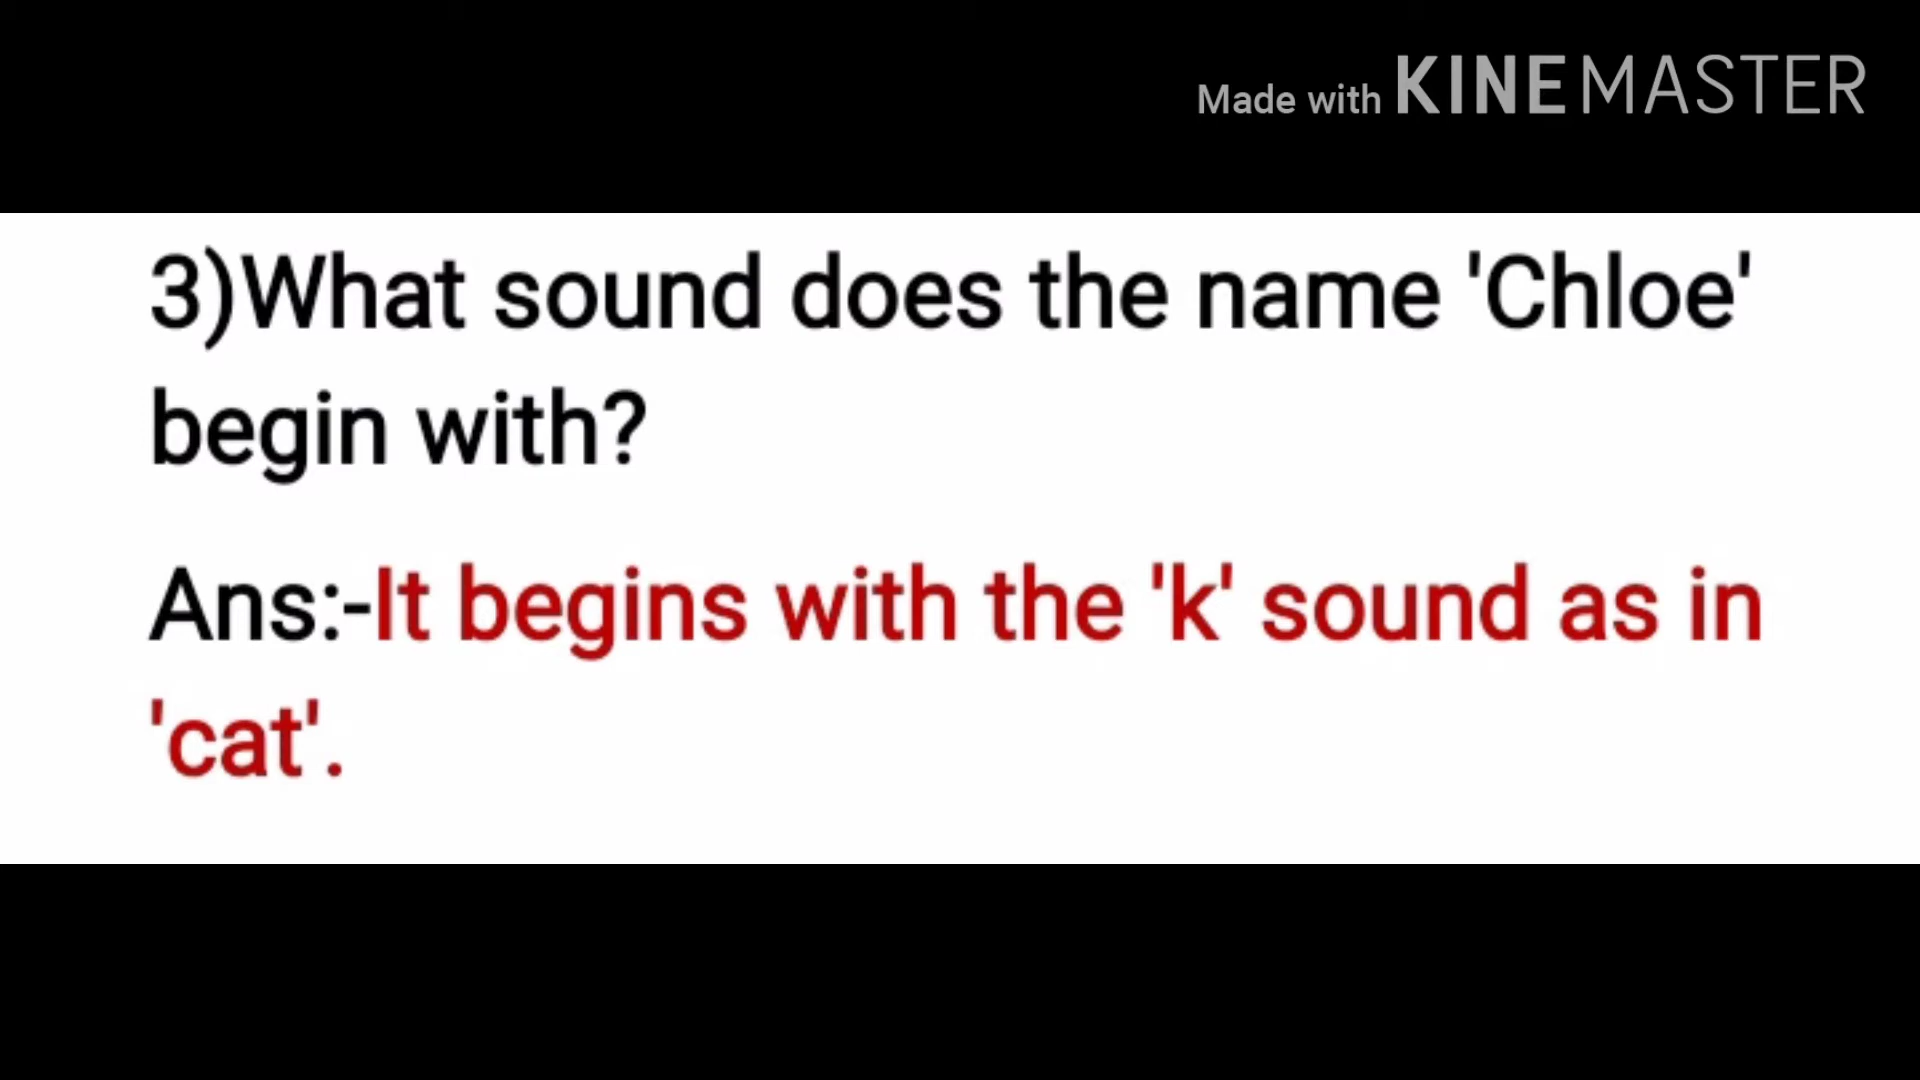 Made with KINEMASTER
3)What sound does the name 'Chloe'
begin with?
Ans:-It begins with the 'k' sound as in
'cat'.